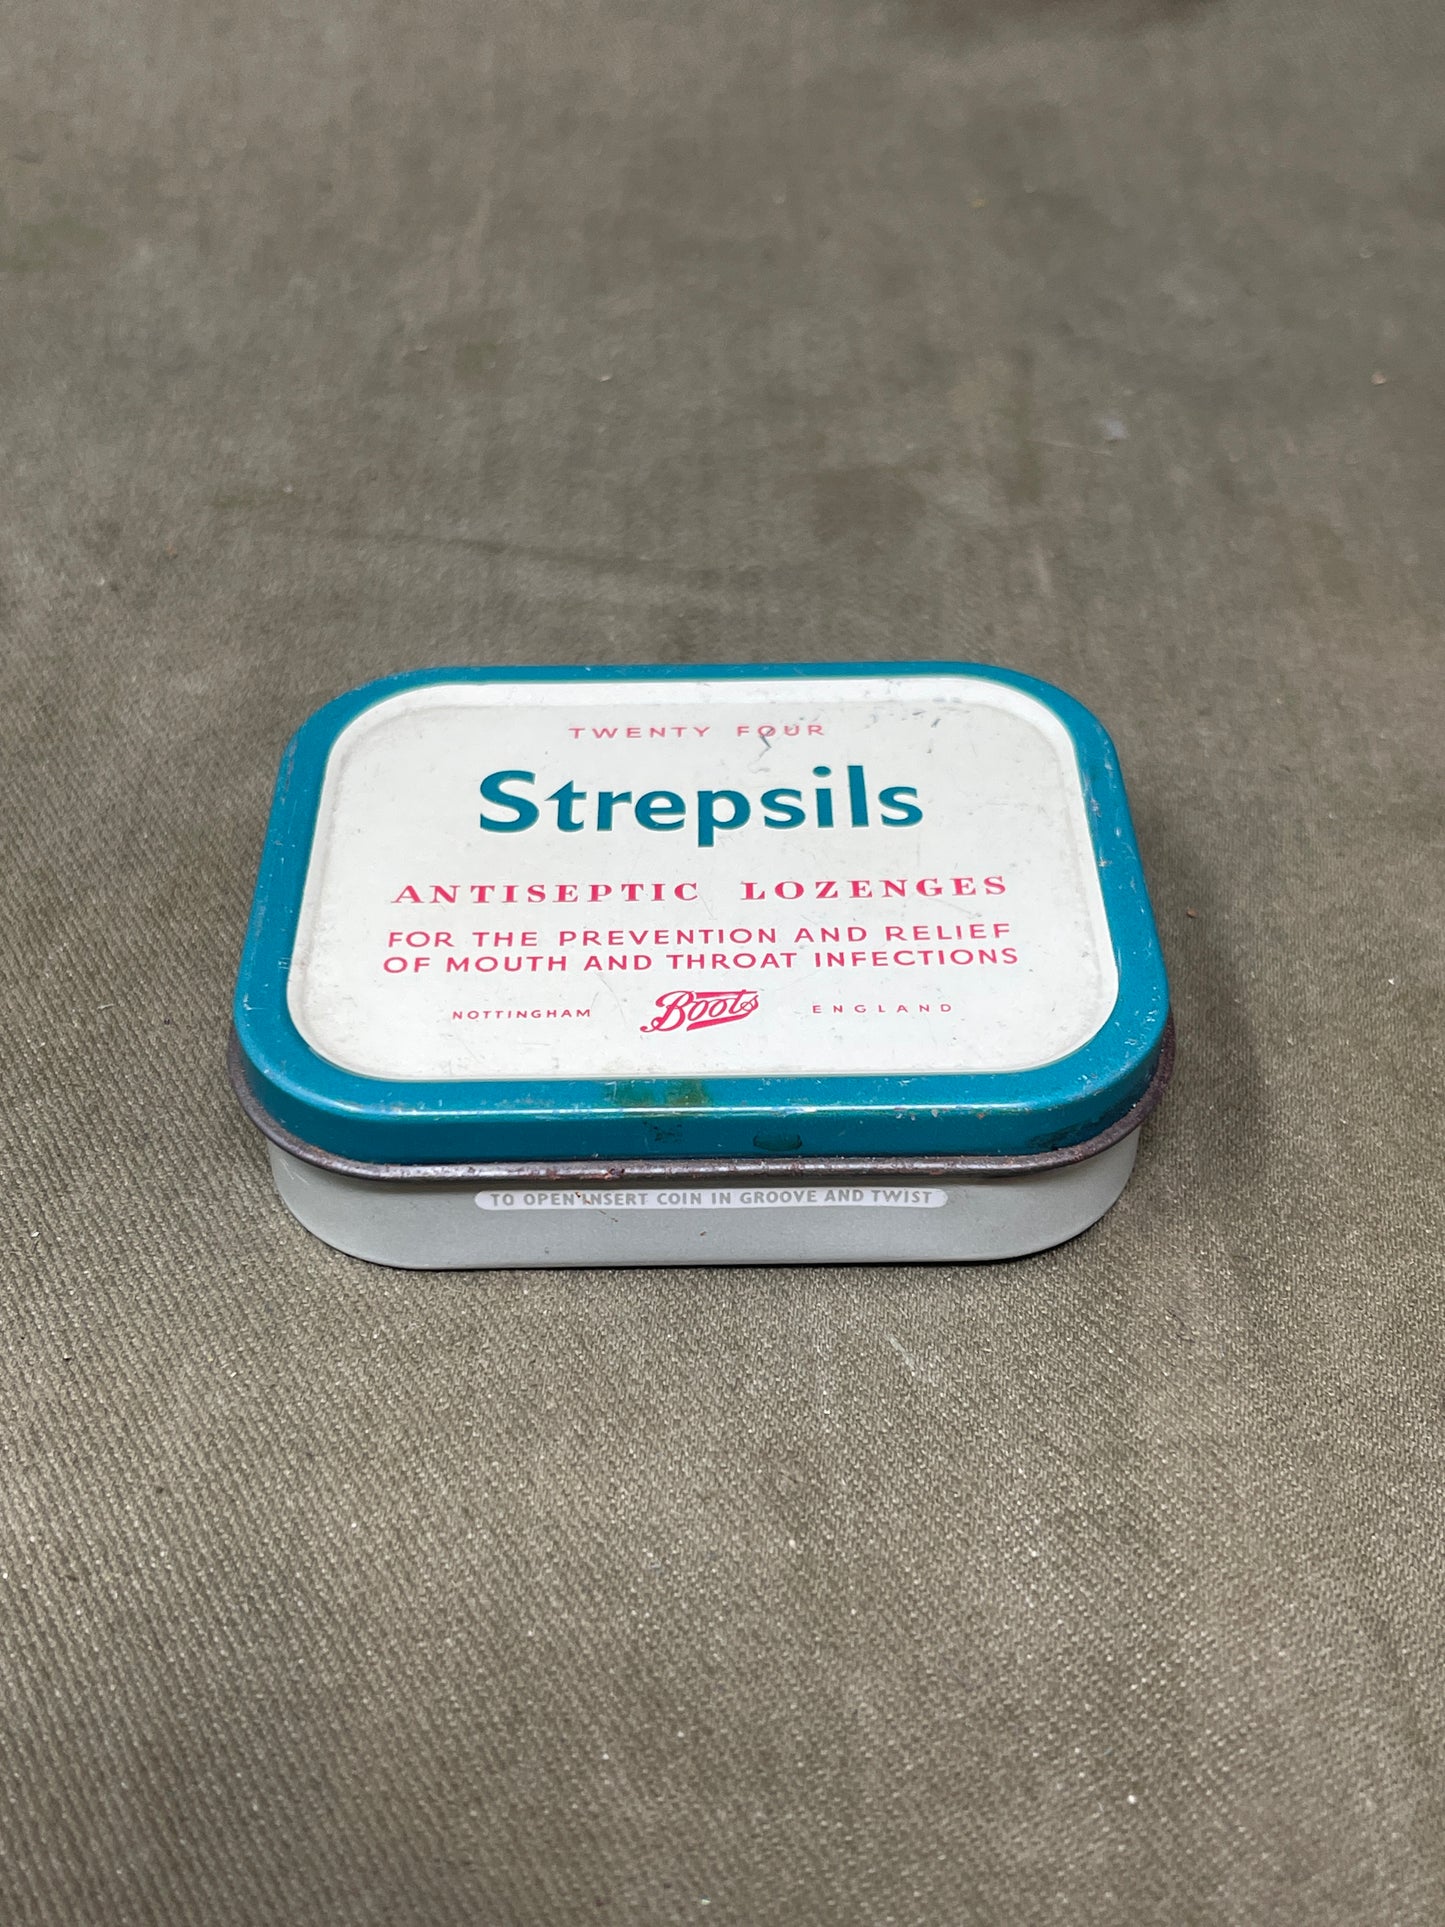 TWENTY FOUR
Strepsils
ANTISEPTIC LOZENGES
FOR THE PREVENTION AND RELIEF
OF MOUTH AND THROAT INFECTIONS
NOTTINGHAM Boots ENGLAND
TO OPEN INSERT COIN IN GROOVE AND TWIST